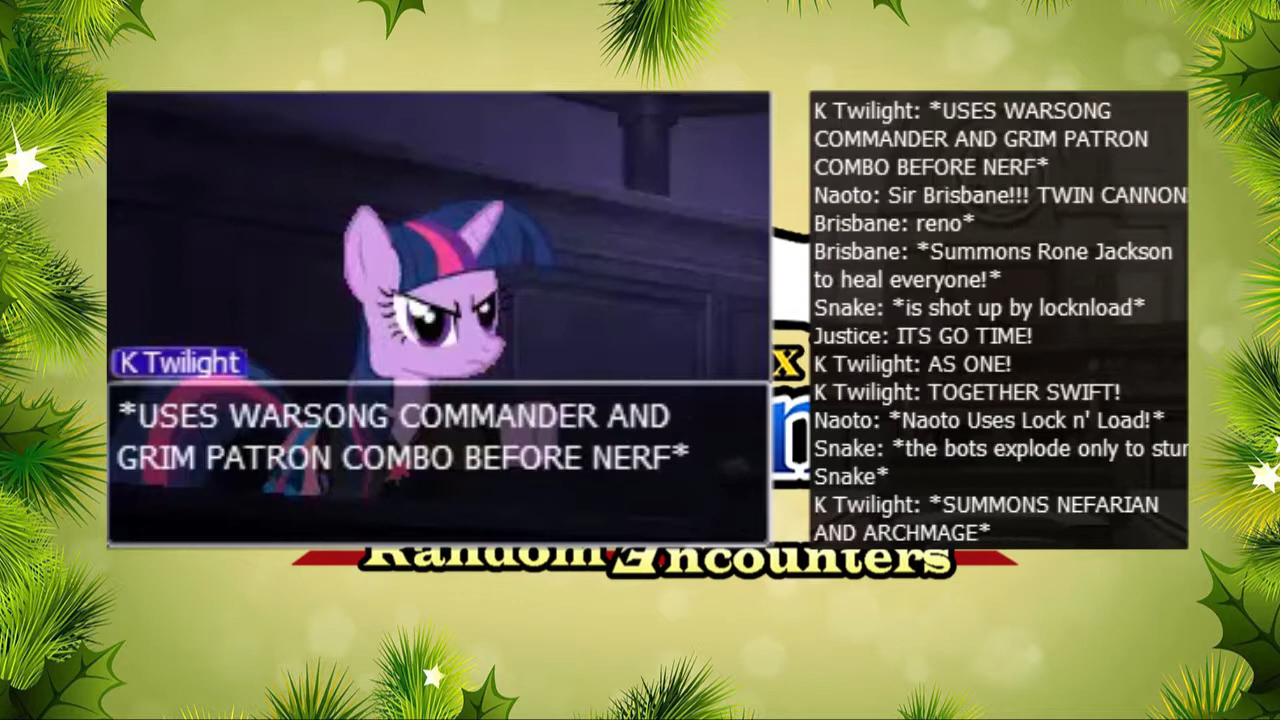 K Twilight
*USES WARSONG COMMANDER AND
GRIM PATRON COMBO BEFORE NERF*
K Twilight: *USES WARSONG
COMMANDER AND GRIM PATRON
COMBO BEFORE NERF*
Naoto: Sir Brisbane!!! TWIN CANNON
Brisbane: reno*
Brisbane: *Summons Rone Jackson
to heal everyone!*
Snake: *is shot up by locknload*
Justice: ITS GO TIME!
K Twilight: AS ONE!
K Twilight: TOGETHER SWIFT!
Naoto: *Naoto Uses Lock n' Load!*
Snake: *the bots explode only to stun
Snake*
K Twilight: *SUMMONS NEFARIAN
AND ARCHMAGE*
x
Random Encounters